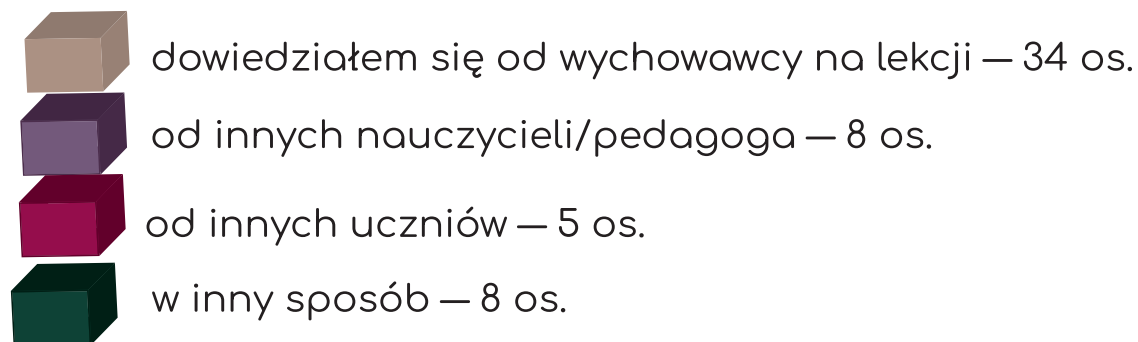 dowiedziałem się od wychowawcy na lekcji – 34 os.
od innych nauczycieli/pedagoga – 8 os.
od innych uczniów – 5 os.
w inny sposób – 8 os.